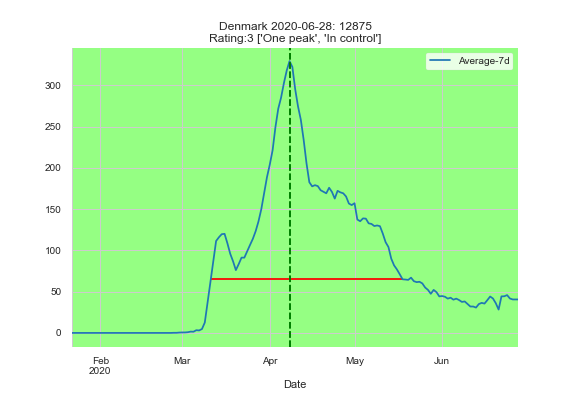 Denmark 2020-06-28: 12875
Rating:3 ['One peak', 'In control']
Average-7d
300
250
200
150
100
50
0
Feb
2020
Mar
Apr
May
Jun
Date